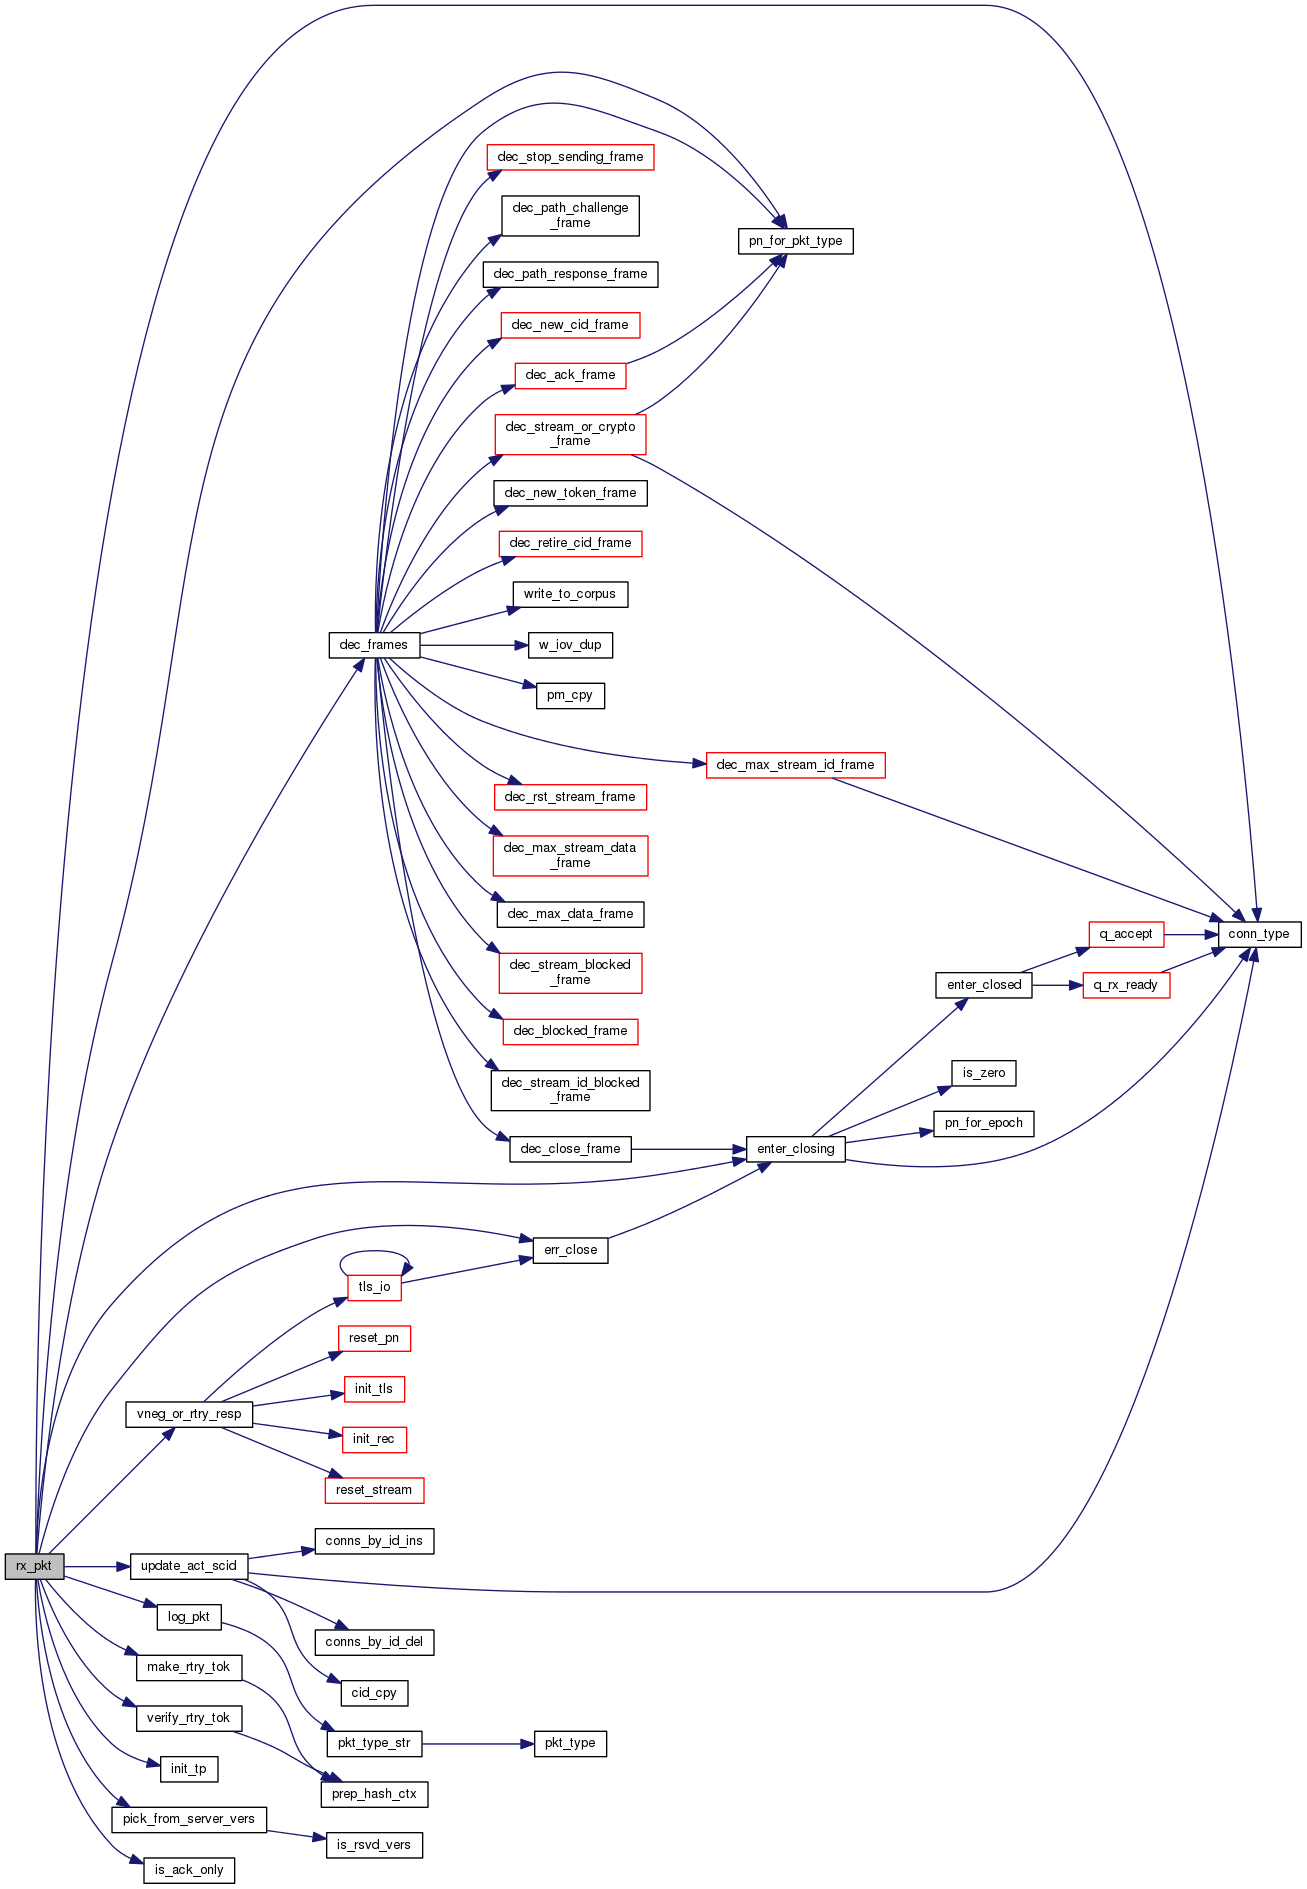 dec_stop_sending_frame
dec_path_challenge
_frame
pn_for_pkt_type
dec_path_response_frame
dec_new_cid_frame
dec_ack_frame
dec_stream_or_crypto
_frame
dec_new_token_frame
dec_retire_cid_frame
write_to_corpus
dec_frames
w_iov_dup
pm_cpy
dec_max_stream_id_frame
dec_rst_stream_frame
dec_max_stream_data
_frame
dec_max_data_frame
q_accept
conn_type
dec_stream_blocked
_frame
enter_closed
q_rx_ready
dec_blocked_frame
is_zero
dec_stream_id_blocked
_frame
pn_for_epoch
dec_close_frame
enter_closing
err_close
tls_io
reset_pn
init_tls
vneg_or_rtry_resp
init_rec
reset_stream
conns_by_id_ins
rx_pkt
update_act_scid
log_pkt
conns_by_id_del
make_rtry_tok
cid_cpy
verify_rtry_tok
pkt_type_str
pkt_type
init_tp
prep_hash_ctx
pick_from_server_vers
is_rsvd_vers
is_ack_only